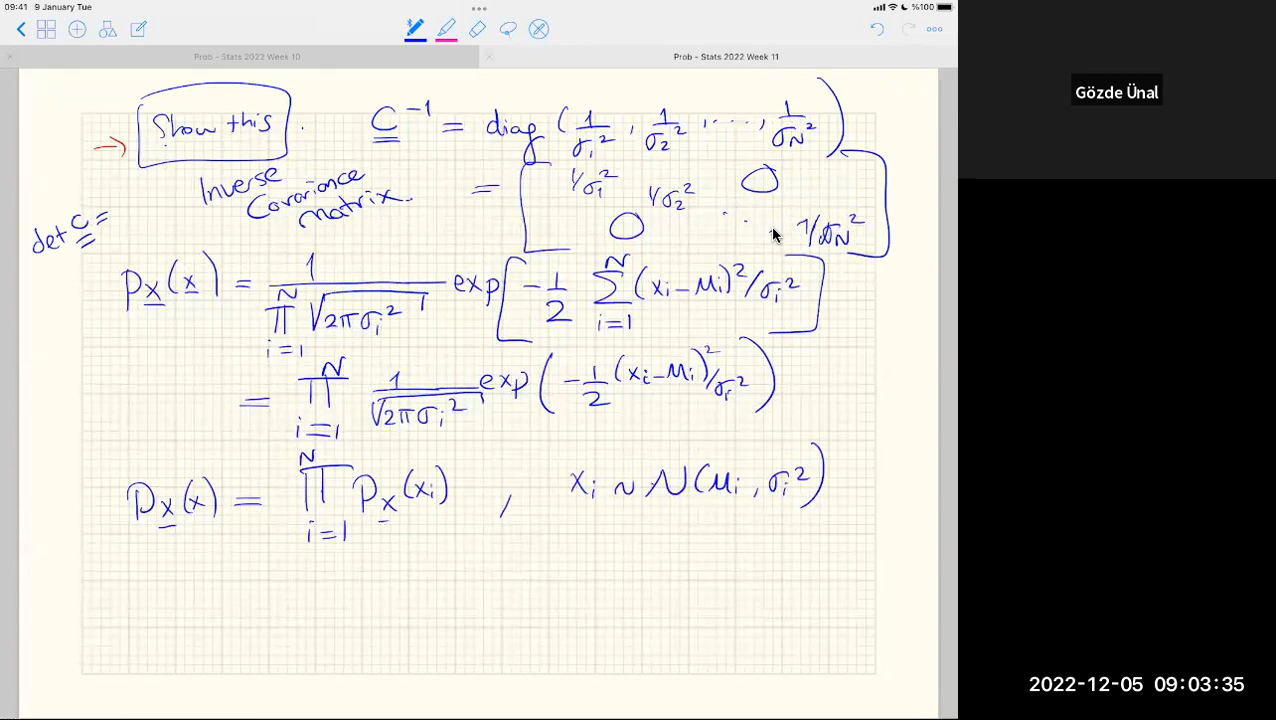 09:41 9 January Tue
%100
Prob - Stats 2022 Week 10
Prob - Stats 2022 Week 11
Gözde Ünal
Show this . C⁻¹ = diag (1/σ₁², 1/σ₂², ..., 1/σN²)
Inverse Covariance matrix. = [1/σ₁² 1/σ₂² 0 0 ... 1/σN²]
det C =
pX(x) = 1 / ∏ᵢ₌₁ᴺ √(2πσᵢ²) exp[-1/2 ∑ᵢ₌₁ᴺ (xᵢ-μᵢ)²/σᵢ²]
= ∏ᵢ₌₁ᴺ 1/√(2πσᵢ²) exp(-1/2 (xᵢ-μᵢ)²/σᵢ²)
pX(x) = ∏ᵢ₌₁ᴺ pX(xᵢ) , xᵢ ~ N(μᵢ, σᵢ²)
2022-12-05 09:03:35